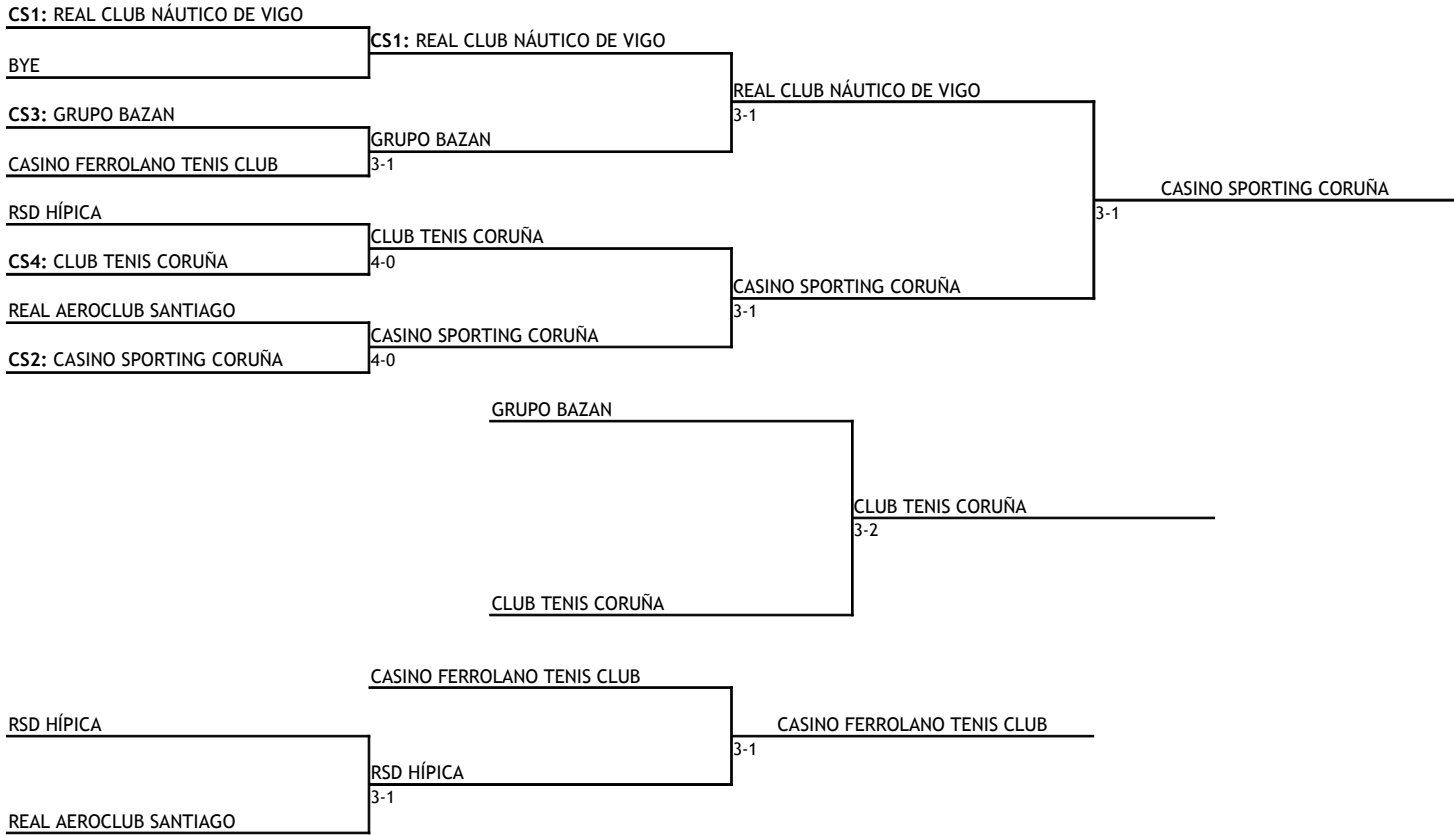 CS1: REAL CLUB NÁUTICO DE VIGO
CS1: REAL CLUB NÁUTICO DE VIGO
BYE
REAL CLUB NÁUTICO DE VIGO
3-1
CS3: GRUPO BAZAN
GRUPO BAZAN
3-1
CASINO FERROLANO TENIS CLUB
CASINO SPORTING CORUÑA
3-1
RSD HÍPICA
CLUB TENIS CORUÑA
4-0
CS4: CLUB TENIS CORUÑA
CASINO SPORTING CORUÑA
3-1
REAL AEROCLUB SANTIAGO
CASINO SPORTING CORUÑA
4-0
CS2: CASINO SPORTING CORUÑA
GRUPO BAZAN
CLUB TENIS CORUÑA
3-2
CLUB TENIS CORUÑA
CASINO FERROLANO TENIS CLUB
RSD HÍPICA
CASINO FERROLANO TENIS CLUB
3-1
RSD HÍPICA
3-1
REAL AEROCLUB SANTIAGO